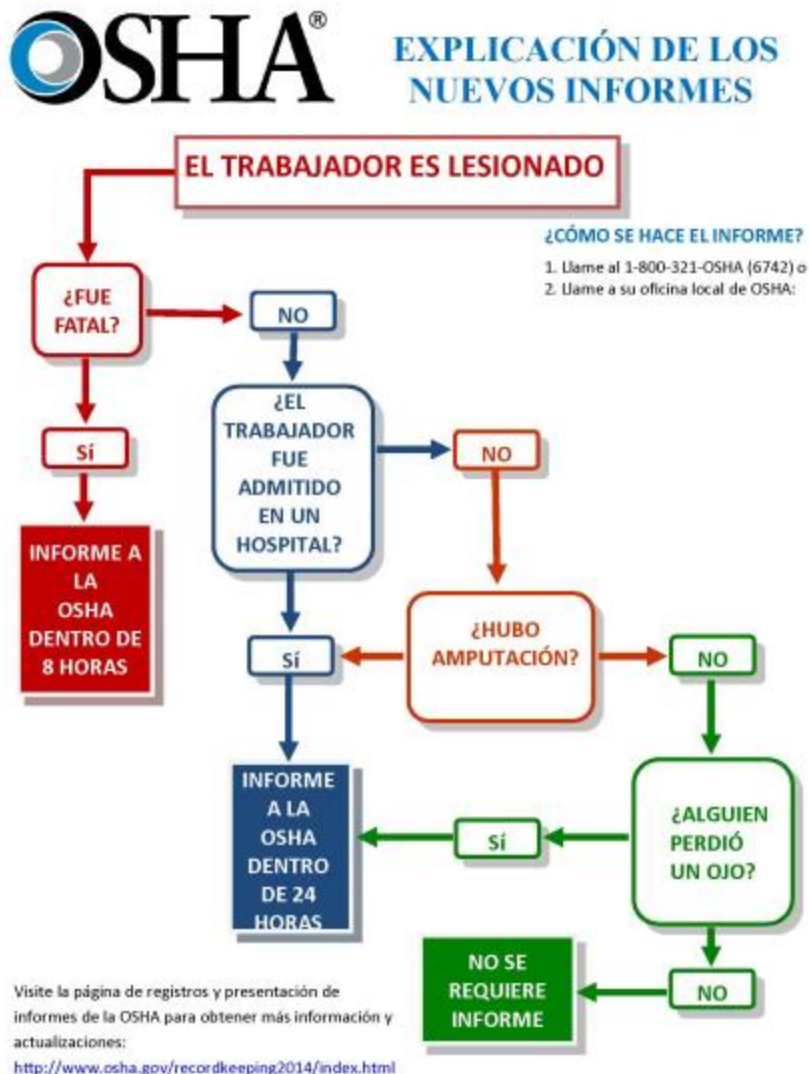 OSHA®
EXPLICACIÓN DE LOS
NUEVOS INFORMES
EL TRABAJADOR ES LESIONADO
¿CÓMO SE HACE EL INFORME?
1. Llame al 1-800-321-OSHA (6742) o
2. Llame a su oficina local de OSHA:
¿FUE
FATAL?
NO
¿EL
TRABAJADOR
FUE
ADMITIDO
EN UN
HOSPITAL?
NO
SÍ
INFORME A
LA
OSHA
DENTRO DE
8 HORAS
¿HUBO
AMPUTACIÓN?
SÍ
NO
INFORME
A LA
OSHA
DENTRO
DE 24
HORAS
¿ALGUIEN
PERDIÓ
UN OJO?
SÍ
NO SE
REQUIERE
INFORME
NO
Visite la página de registros y presentación de
informes de la OSHA para obtener más información y
actualizaciones:
http://www.osha.gov/recordkeeping2014/index.html